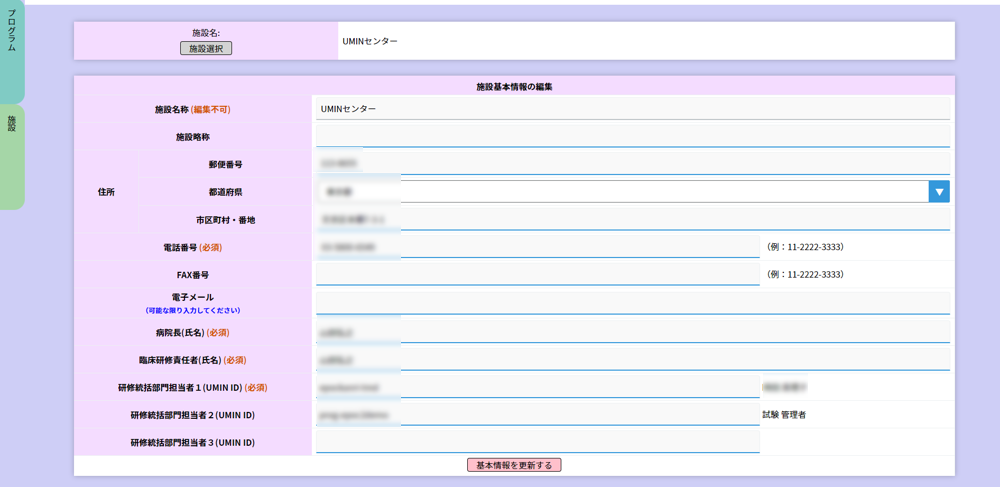 プログラム
施設
施設名:
施設選択
UMINセンター
施設基本情報の編集
施設名称 (編集不可)
UMINセンター
施設略称
住所
郵便番号
都道府県
▼
市区町村・番地
電話番号 (必須)
（例：11-2222-3333）
FAX番号
（例：11-2222-3333）
電子メール
（可能な限り入力してください）
病院長(氏名) (必須)
臨床研修責任者(氏名) (必須)
研修統括部門担当者１(UMIN ID) (必須)
研修統括部門担当者２(UMIN ID)
試験 管理者
研修統括部門担当者３(UMIN ID)
基本情報を更新する